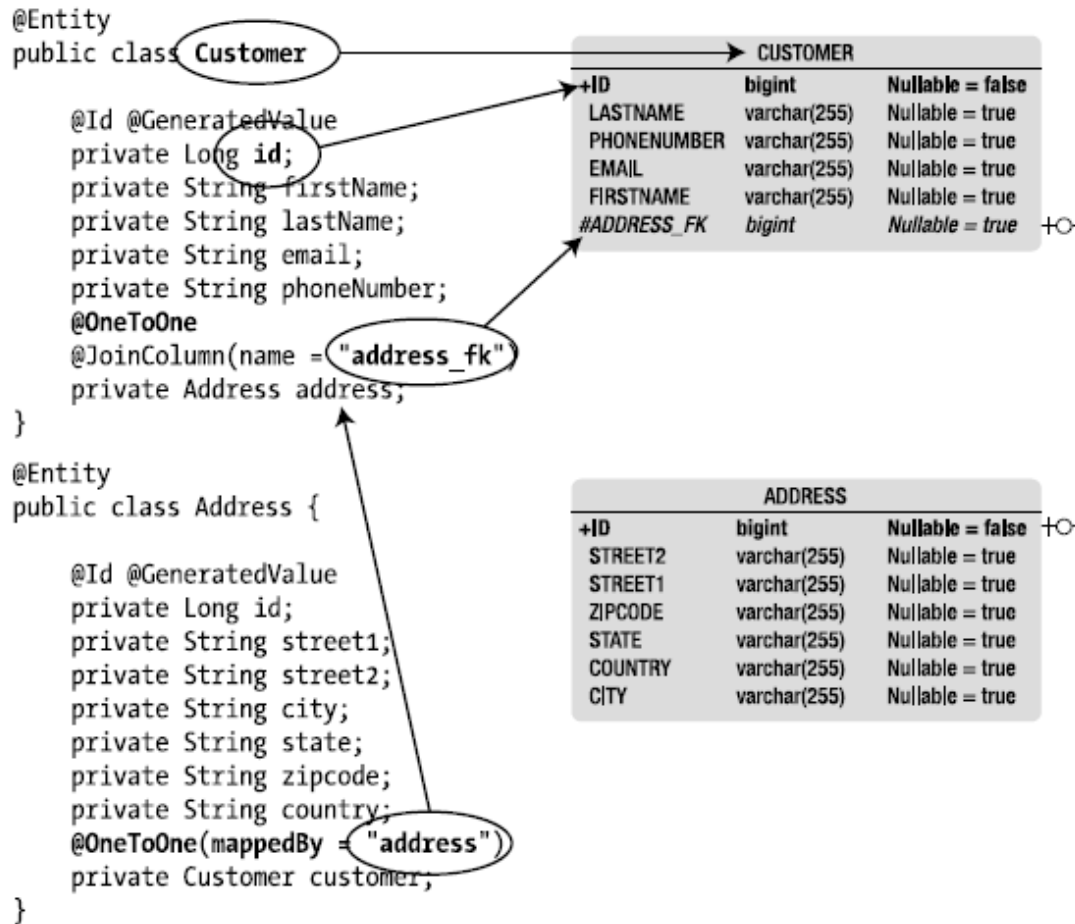 @Entity
public class Customer
@Id @GeneratedValue
private Long id;
private String firstName;
private String lastName;
private String email;
private String phoneNumber;
@OneToOne
@JoinColumn(name = "address_fk")
private Address address;
}
@Entity
public class Address {
@Id @GeneratedValue
private Long id;
private String street1;
private String street2;
private String city;
private String state;
private String zipcode;
private String country;
@OneToOne(mappedBy = "address")
private Customer customer;
}
CUSTOMER
+ID bigint Nullable = false
LASTNAME varchar(255) Nullable = true
PHONENUMBER varchar(255) Nullable = true
EMAIL varchar(255) Nullable = true
FIRSTNAME varchar(255) Nullable = true
#ADDRESS_FK bigint Nullable = true
ADDRESS
+ID bigint Nullable = false
STREET2 varchar(255) Nullable = true
STREET1 varchar(255) Nullable = true
ZIPCODE varchar(255) Nullable = true
STATE varchar(255) Nullable = true
COUNTRY varchar(255) Nullable = true
CITY varchar(255) Nullable = true